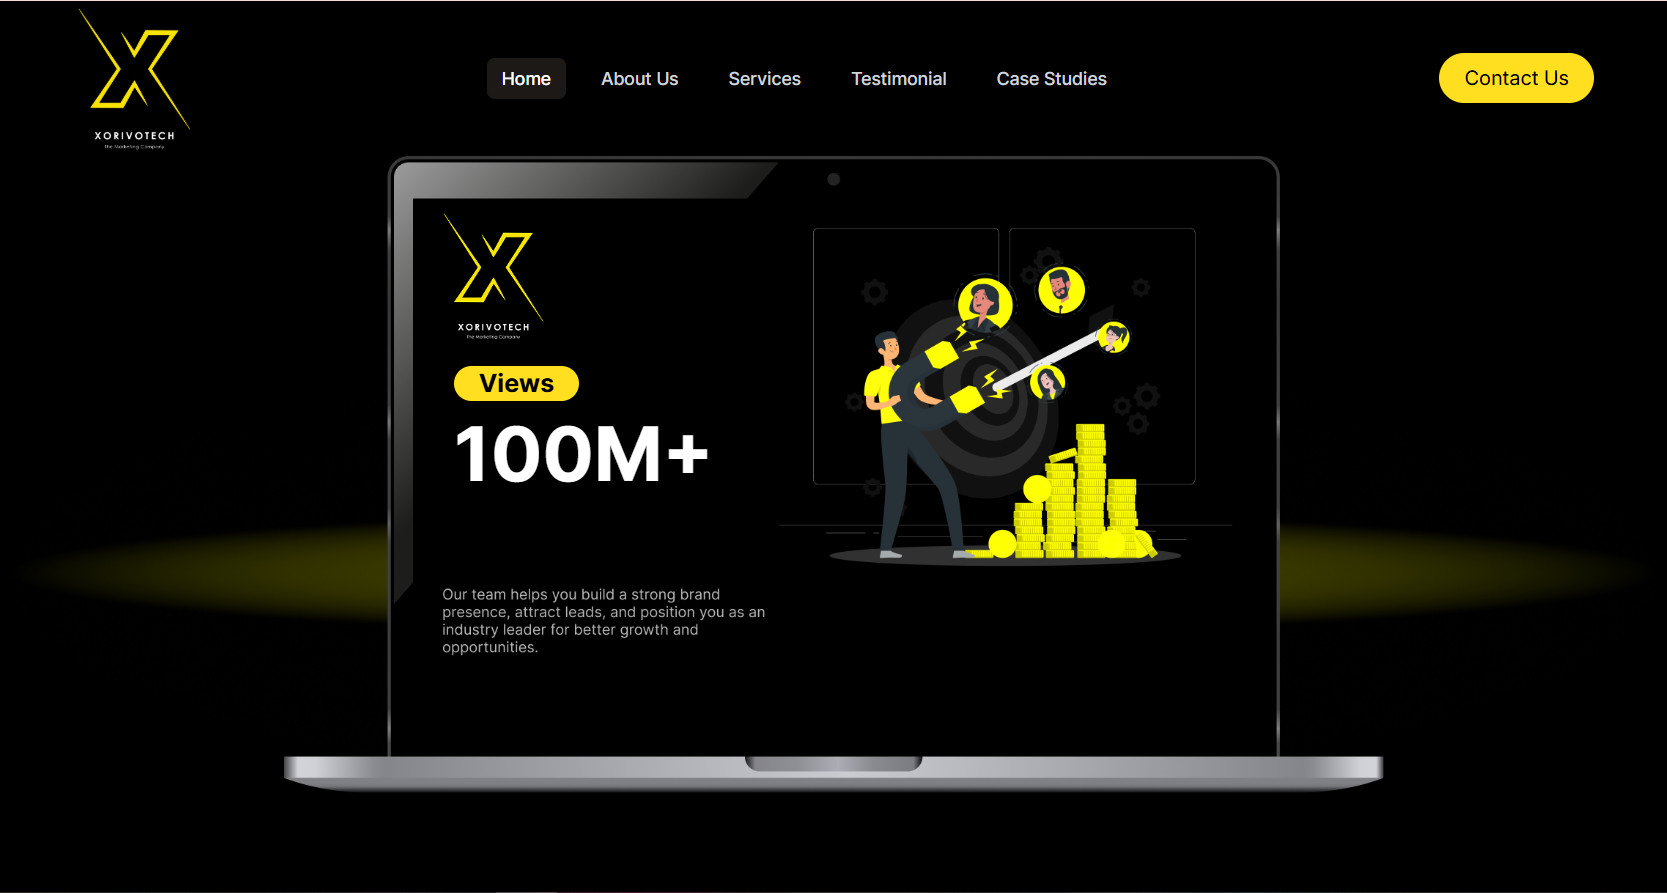 XORIVOTECH
The Marketing Company
Home
About Us
Services
Testimonial
Case Studies
Contact Us
XORIVOTECH
The Marketing Company
Views
100M+
Our team helps you build a strong brand
presence, attract leads, and position you as an
industry leader for better growth and
opportunities.